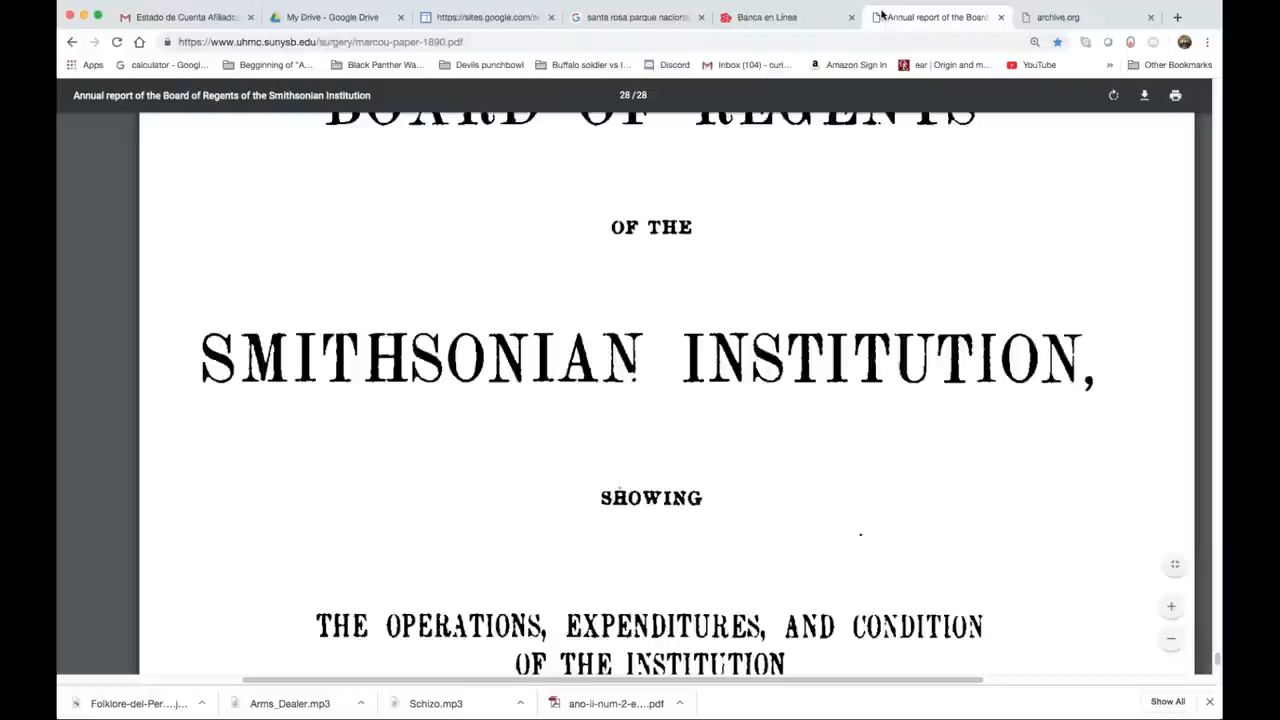 Estado de Cuenta Afiliado
My Drive - Google Drive
https://sites.google.com/s
santa rosa parque naciona
Banca en Línea
Annual report of the Board
archive.org
https://www.uhmc.sunysb.edu/surgery/marcou-paper-1890.pdf
Apps
calculator - Googl...
Beggining of "A...
Black Panther Wa...
Devils punchbowl
Buffalo soldier vs I...
Discord
Inbox (104) - curi...
Amazon Sign In
ear | Origin and m...
YouTube
»
Other Bookmarks
Annual report of the Board of Regents of the Smithsonian Institution
28 / 28
BOARD OF REGENTS
OF THE
SMITHSONIAN INSTITUTION,
SHOWING
THE OPERATIONS, EXPENDITURES, AND CONDITION
OF THE INSTITUTION
Folklore-del-Per....j...
Arms_Dealer.mp3
Schizo.mp3
ano-ii-num-2-e....pdf
Show All